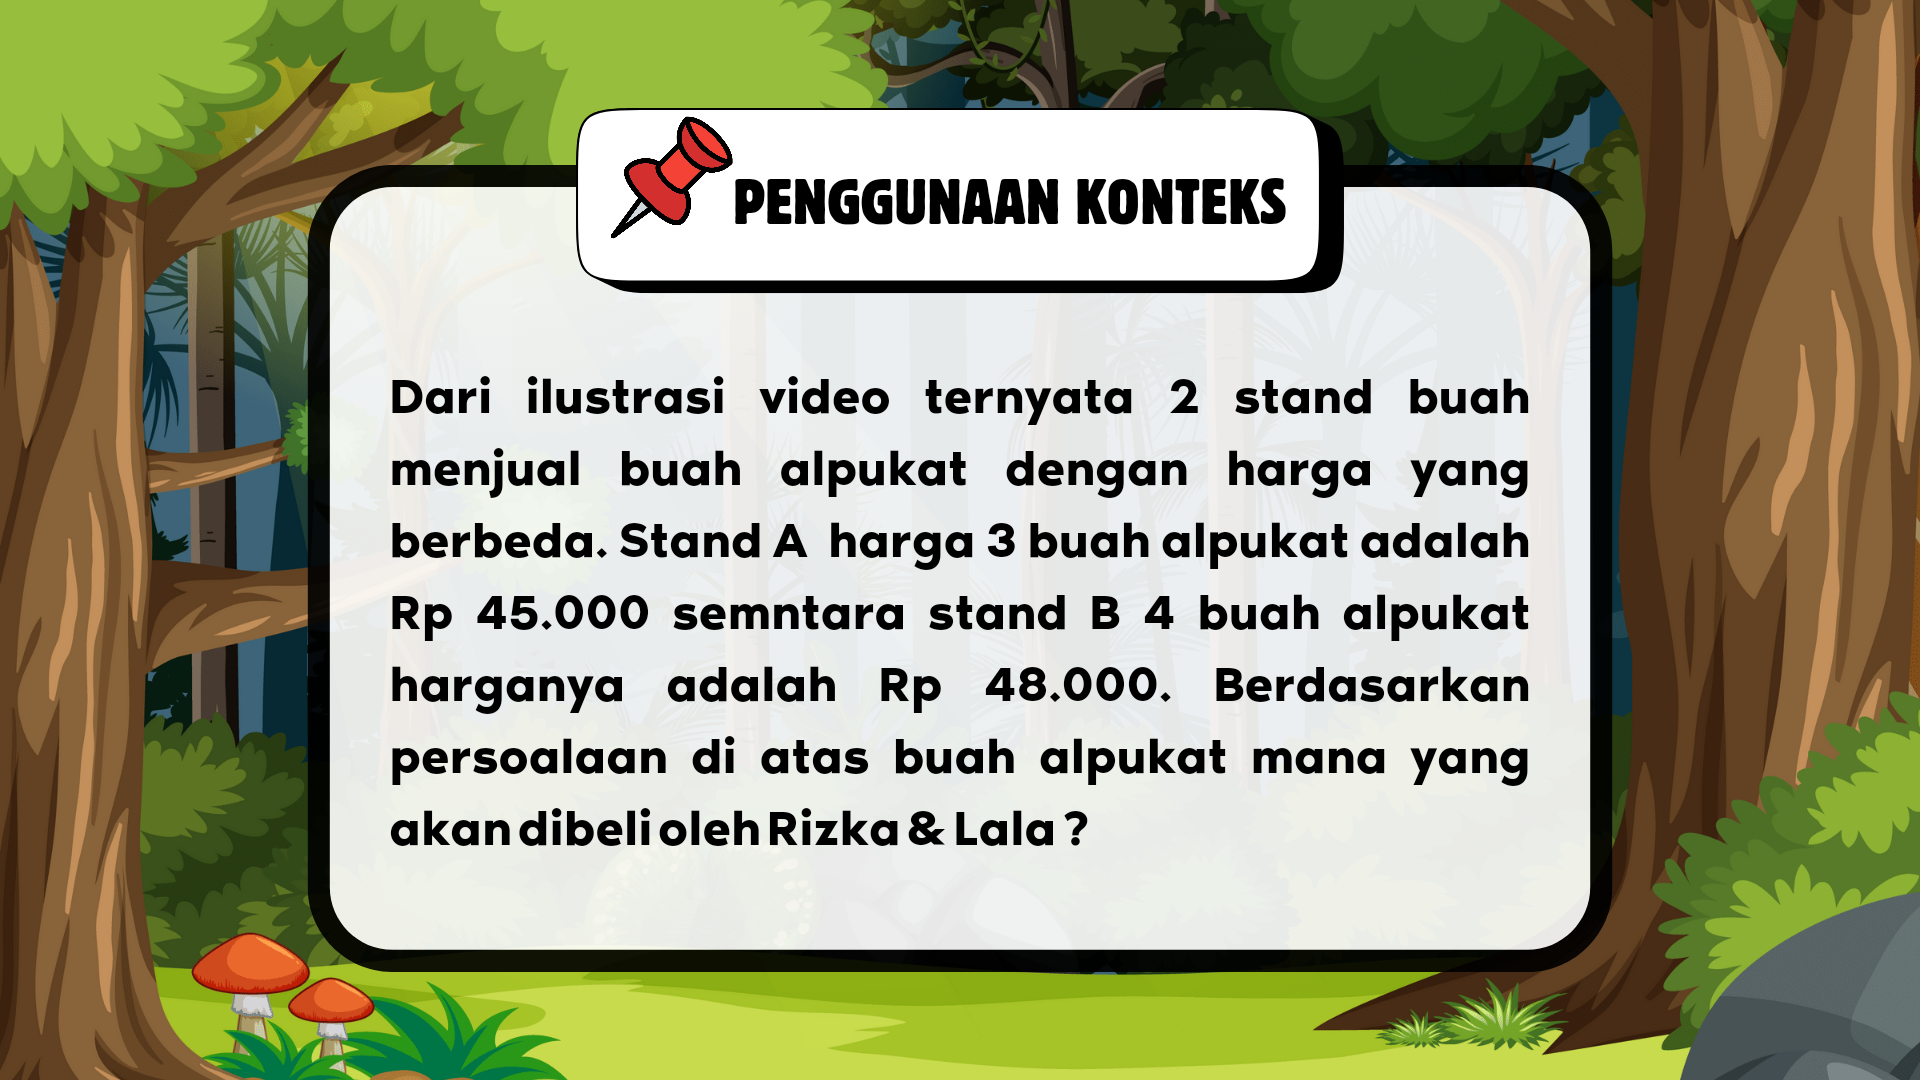 PENGGUNAAN KONTEKS
Dari ilustrasi video ternyata 2 stand buah
menjual buah alpukat dengan harga yang
berbeda. Stand A harga 3 buah alpukat adalah
Rp 45.000 semntara stand B 4 buah alpukat
harganya adalah Rp 48.000. Berdasarkan
persoalaan di atas buah alpukat mana yang
akan dibeli oleh Rizka & Lala ?